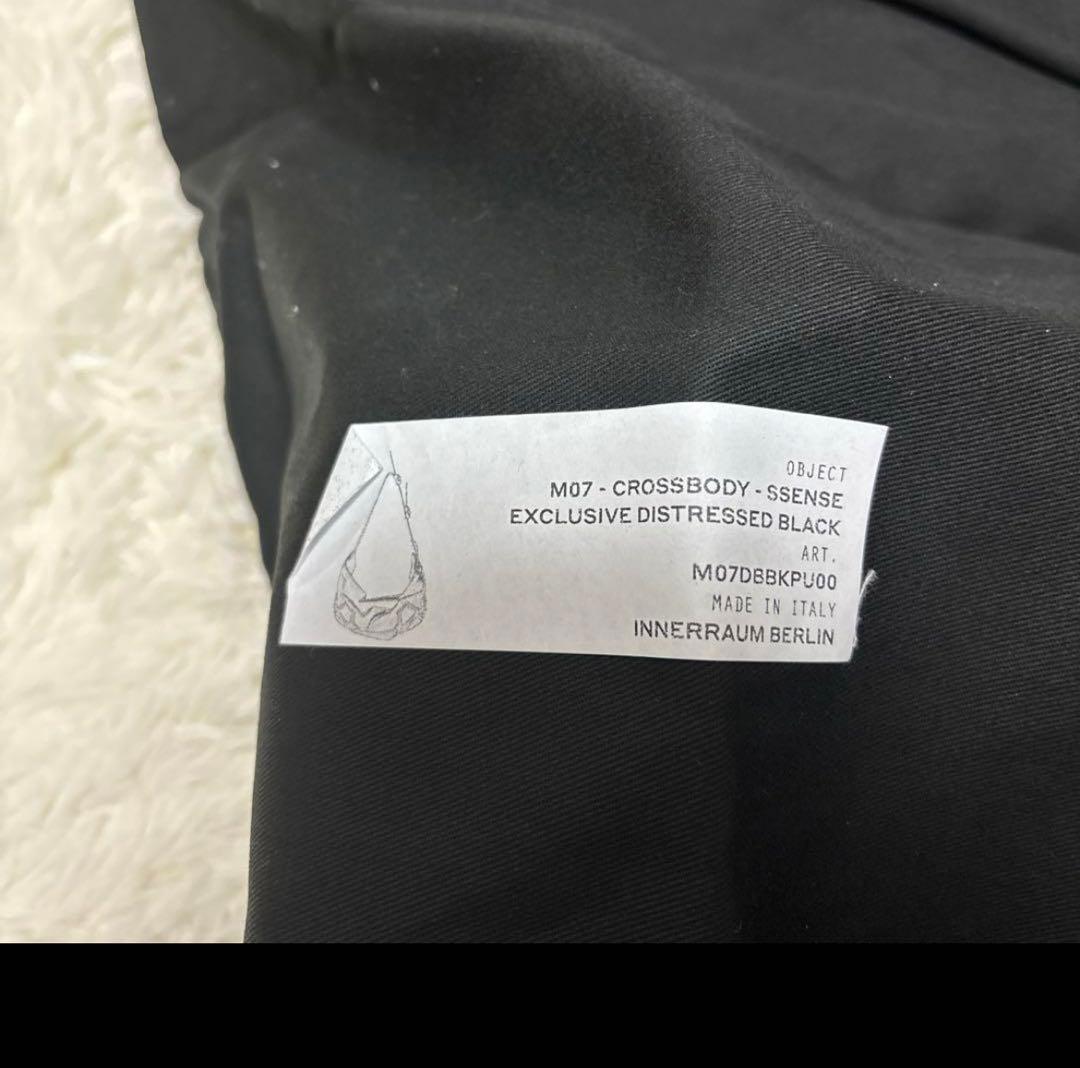 OBJECT
M07 - CROSSBODY - SSENSE
EXCLUSIVE DISTRESSED BLACK
ART.
M07DBBKPU00
MADE IN ITALY
INNERRAUM BERLIN